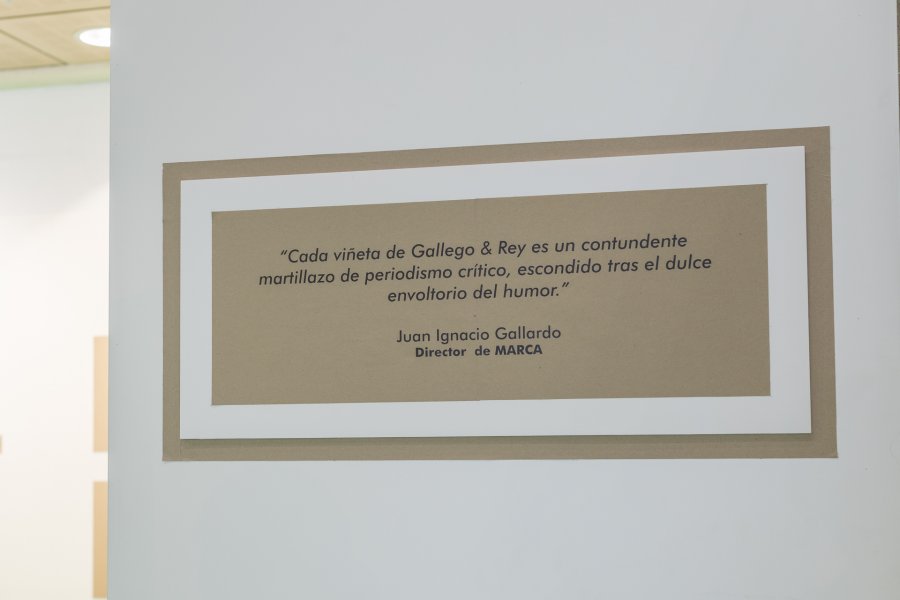 “Cada viñeta de Gallego & Rey es un contundente
martillazo de periodismo crítico, escondido tras el dulce
envoltorio del humor.”
Juan Ignacio Gallardo
Director de MARCA